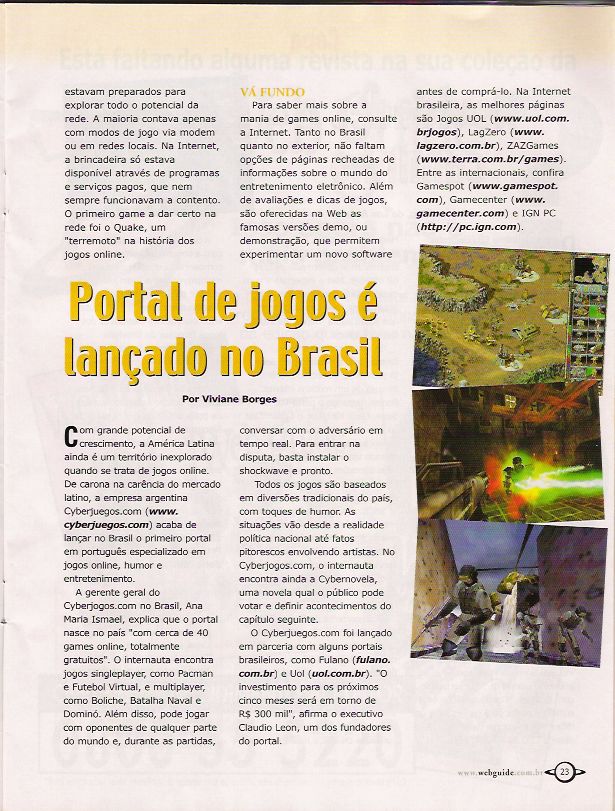 estavam preparados para
explorar todo o potencial da
rede. A maioria contava apenas
com modos de jogo via modem
ou em redes locais. Na Internet,
a brincadeira só estava
disponível através de programas
e serviços pagos, que nem
sempre funcionavam a contento.
O primeiro game a dar certo na
rede foi o Quake, um
"terremoto" na história dos
jogos online.
VÁ FUNDO
Para saber mais sobre a
mania de games online, consulte
a Internet. Tanto no Brasil
quanto no exterior, não faltam
opções de páginas recheadas de
informações sobre o mundo do
entretenimento eletrônico. Além
de avaliações e dicas de jogos,
são oferecidas na Web as
famosas versões demo, ou
demonstração, que permitem
experimentar um novo software
antes de comprá-lo. Na Internet
brasileira, as melhores páginas
são Jogos UOL (www.uol.com.
brjogos), LagZero (www.
lagzero.com.br), ZAZGames
(www.terra.com.br/games).
Entre as internacionais, confira
Gamespot (www.gamespot.
com), Gamecenter (www.
gamecenter.com) e IGN PC
(http://pc.ign.com).
Portal de jogos é
lançado no Brasil
Por Viviane Borges
Com grande potencial de
crescimento, a América Latina
ainda é um território inexplorado
quando se trata de jogos online.
De carona na carência do mercado
latino, a empresa argentina
Cyberjuegos.com (www.
cyberjuegos.com) acaba de
lançar no Brasil o primeiro portal
em português especializado em
jogos online, humor e
entretenimento.
A gerente geral do
Cyberjogos.com no Brasil, Ana
Maria Ismael, explica que o portal
nasce no país "com cerca de 40
games online, totalmente
gratuitos". O internauta encontra
jogos singleplayer, como Pacman
e Futebol Virtual, e multiplayer,
como Boliche, Batalha Naval e
Dominó. Além disso, pode jogar
com oponentes de qualquer parte
do mundo e, durante as partidas,
conversar com o adversário em
tempo real. Para entrar na
disputa, basta instalar o
shockwave e pronto.
Todos os jogos são baseados
em diversões tradicionais do país,
com toques de humor. As
situações vão desde a realidade
política nacional até fatos
pitorescos envolvendo artistas. No
Cyberjogos.com, o internauta
encontra ainda a Cybernovela,
uma novela qual o público pode
votar e definir acontecimentos do
capítulo seguinte.
O Cyberjuegos.com foi lançado
em parceria com alguns portais
brasileiros, como Fulano (fulano.
com.br) e Uol (uol.com.br). "O
investimento para os próximos
cinco meses será em torno de
R$ 300 mil", afirma o executivo
Claudio Leon, um dos fundadores
do portal.
www.webguide.com.br 23